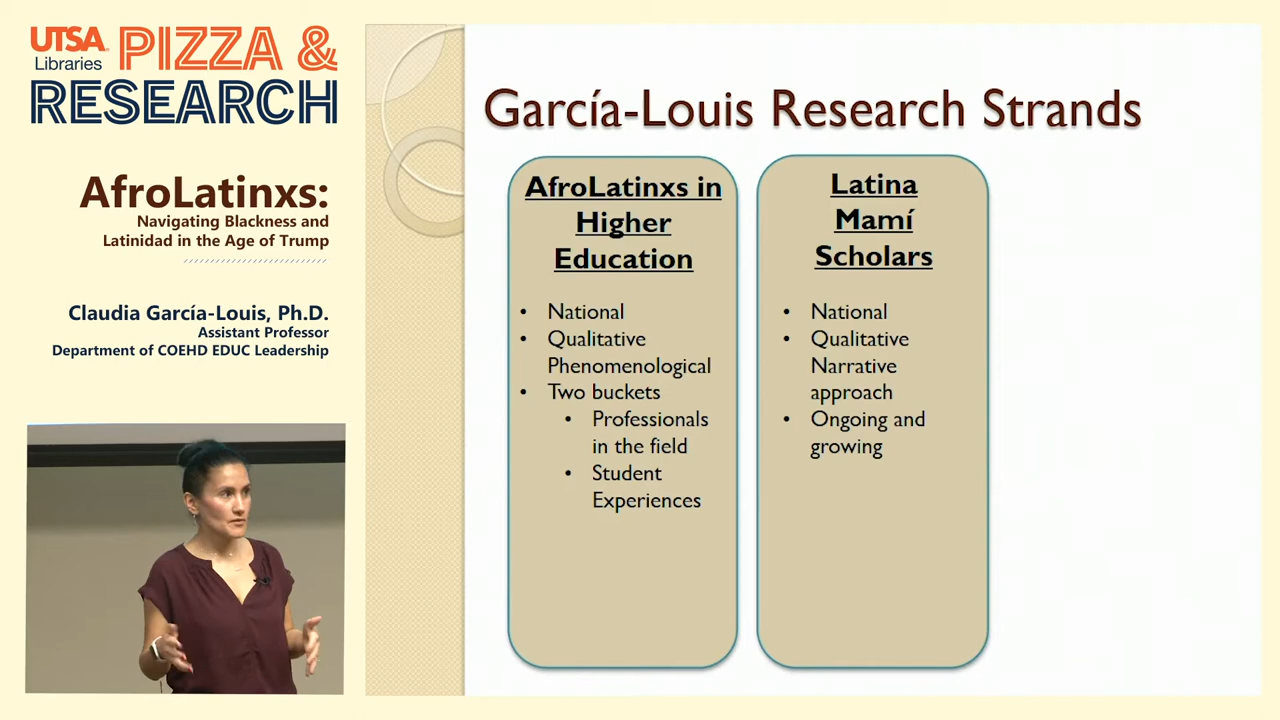 UTSA
Libraries
PIZZA &
RESEARCH
AfroLatinxs:
Navigating Blackness and
Latinidad in the Age of Trump
Claudia García-Louis, Ph.D.
Assistant Professor
Department of COEHD EDUC Leadership
García-Louis Research Strands
AfroLatinxs in
Higher
Education
• National
• Qualitative
Phenomenological
• Two buckets
• Professionals
in the field
• Student
Experiences
Latina
Mamí
Scholars
• National
• Qualitative
Narrative
approach
• Ongoing and
growing